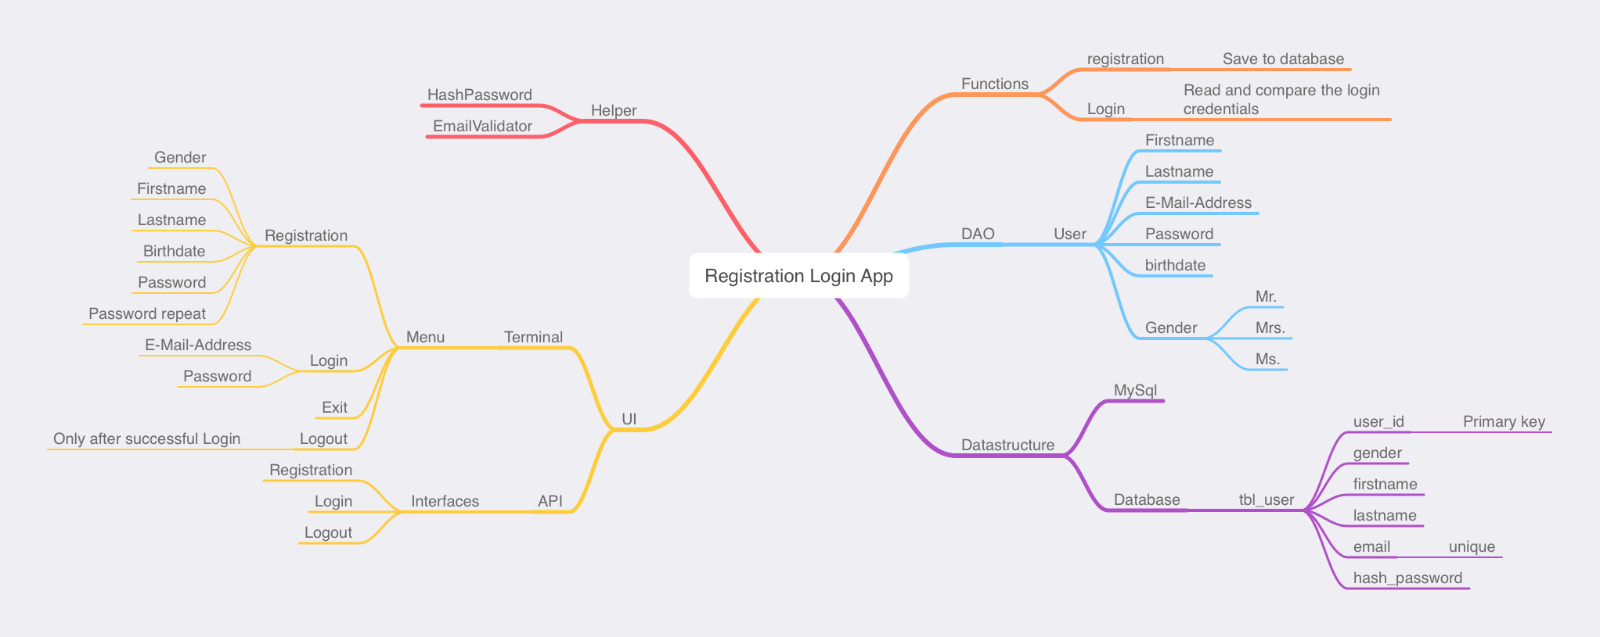 Registration Login App
Functions
registration
Save to database
Login
Read and compare the login
credentials
DAO
User
Firstname
Lastname
E-Mail-Address
Password
birthdate
Gender
Mr.
Mrs.
Ms.
Datastructure
MySql
Database
tbl_user
user_id
Primary key
gender
firstname
lastname
email
unique
hash_password
Helper
HashPassword
EmailValidator
UI
Terminal
Menu
Registration
Gender
Firstname
Lastname
Birthdate
Password
Password repeat
Login
E-Mail-Address
Password
Exit
Logout
Only after successful Login
API
Interfaces
Registration
Login
Logout